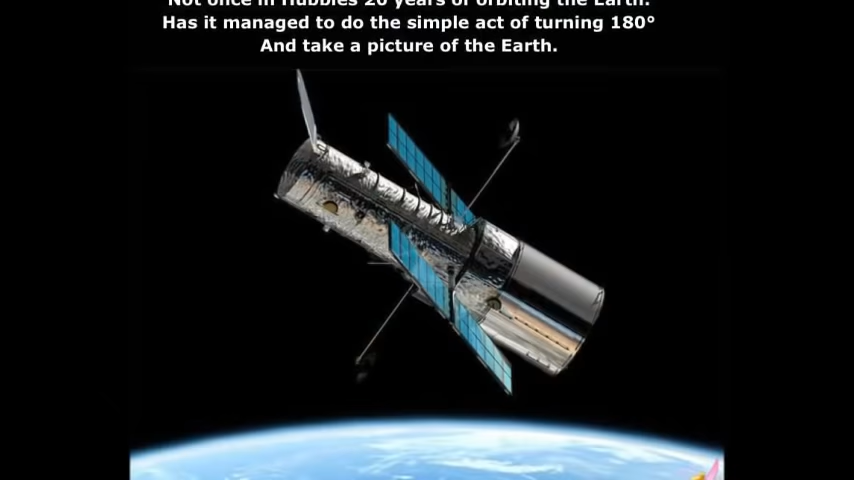 Not once in Hubbles 20 years of orbiting the Earth.
Has it managed to do the simple act of turning 180°
And take a picture of the Earth.